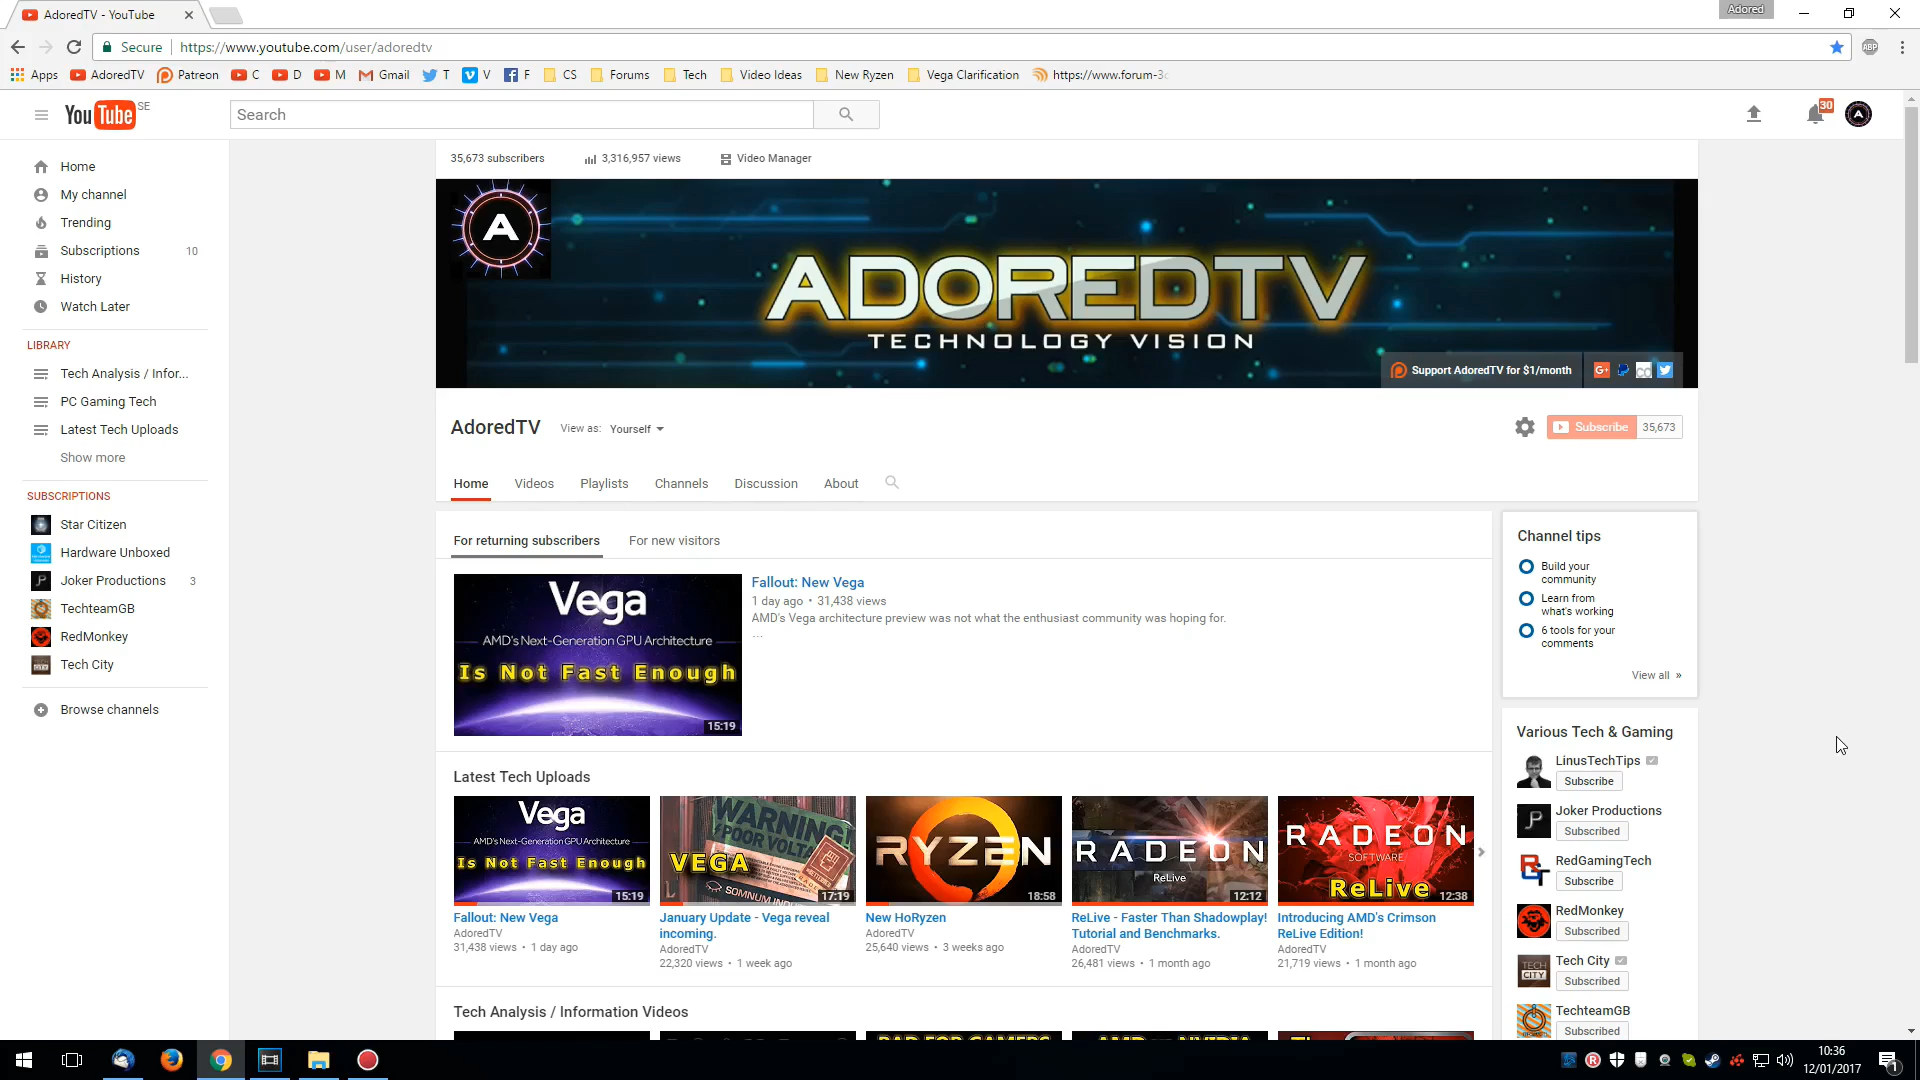 AdoredTV - YouTube
Adored
Secure
https://www.youtube.com/user/adoredtv
ABP
Apps
AdoredTV
Patreon
C
D
M
Gmail
T
V
F
CS
Forums
Tech
Video Ideas
New Ryzen
Vega Clarification
https://www.forum-3
YouTube SE
Search
30
A
Home
My channel
Trending
Subscriptions 10
History
Watch Later
LIBRARY
Tech Analysis / Infor...
PC Gaming Tech
Latest Tech Uploads
Show more
SUBSCRIPTIONS
Star Citizen
Hardware Unboxed
Joker Productions 3
TechteamGB
RedMonkey
Tech City
Browse channels
35,673 subscribers
3,316,957 views
Video Manager
A
ADOREDTV
TECHNOLOGY VISION
Support AdoredTV for $1/month
G+
AdoredTV
View as: Yourself
Subscribe 35,673
Home
Videos
Playlists
Channels
Discussion
About
For returning subscribers
For new visitors
Vega
AMD's Next-Generation GPU Architecture
Is Not Fast Enough
15:19
Fallout: New Vega
1 day ago • 31,438 views
AMD's Vega architecture preview was not what the enthusiast community was hoping for.
...
Latest Tech Uploads
Vega
AMD's Next-Generation GPU Architecture
Is Not Fast Enough
15:19
Fallout: New Vega
AdoredTV
31,438 views • 1 day ago
WARNING
POOR VOLTA
VEGA
17:19
January Update - Vega reveal
incoming.
AdoredTV
22,320 views • 1 week ago
RYZEN
18:58
New HoRyzen
AdoredTV
25,640 views • 3 weeks ago
RADEON
ReLive
12:12
ReLive - Faster Than Shadowplay!
Tutorial and Benchmarks.
AdoredTV
26,481 views • 1 month ago
RADEON
SOFTWARE
ReLive
12:38
Introducing AMD's Crimson
ReLive Edition!
AdoredTV
21,719 views • 1 month ago
Tech Analysis / Information Videos
BAD FOR GAMERS
Channel tips
Build your
community
Learn from
what's working
6 tools for your
comments
View all »
Various Tech & Gaming
LinusTechTips
Subscribe
Joker Productions
Subscribed
RedGamingTech
Subscribe
RedMonkey
Subscribed
TECH
CITY
Tech City
Subscribed
TechteamGB
Subscribed
10:36
12/01/2017
1